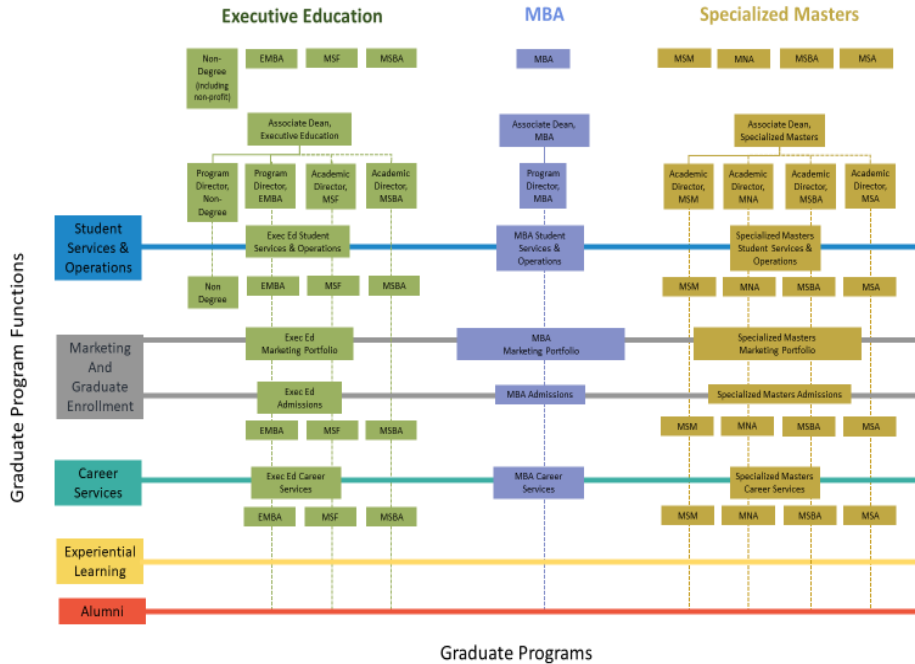 Executive Education
MBA
Specialized Masters
Non-
Degree
(including
non-profit)
EMBA
MSF
MSBA
MBA
MSM
MNA
MSBA
MSA
Associate Dean,
Executive Education
Associate Dean,
MBA
Associate Dean,
Specialized Masters
Program
Director,
Non-
Degree
Program
Director,
EMBA
Academic
Director,
MSF
Academic
Director,
MSBA
Program
Director,
MBA
Academic
Director,
MSM
Academic
Director,
MNA
Academic
Director,
MSBA
Academic
Director,
MSA
Graduate Program Functions
Student
Services &
Operations
Exec Ed Student
Services & Operations
MBA Student
Services &
Operations
Specialized Masters
Student Services &
Operations
Non
Degree
EMBA
MSF
MSBA
MSM
MNA
MSBA
MSA
Marketing
And
Graduate
Enrollment
Exec Ed
Marketing Portfolio
MBA
Marketing Portfolio
Specialized Masters
Marketing Portfolio
Exec Ed
Admissions
MBA Admissions
Specialized Masters Admissions
EMBA
MSF
MSBA
MSM
MNA
MSBA
MSA
Career
Services
Exec Ed Career
Services
MBA Career
Services
Specialized Masters
Career Services
EMBA
MSF
MSBA
MSM
MNA
MSBA
MSA
Experiential
Learning
Alumni
Graduate Programs